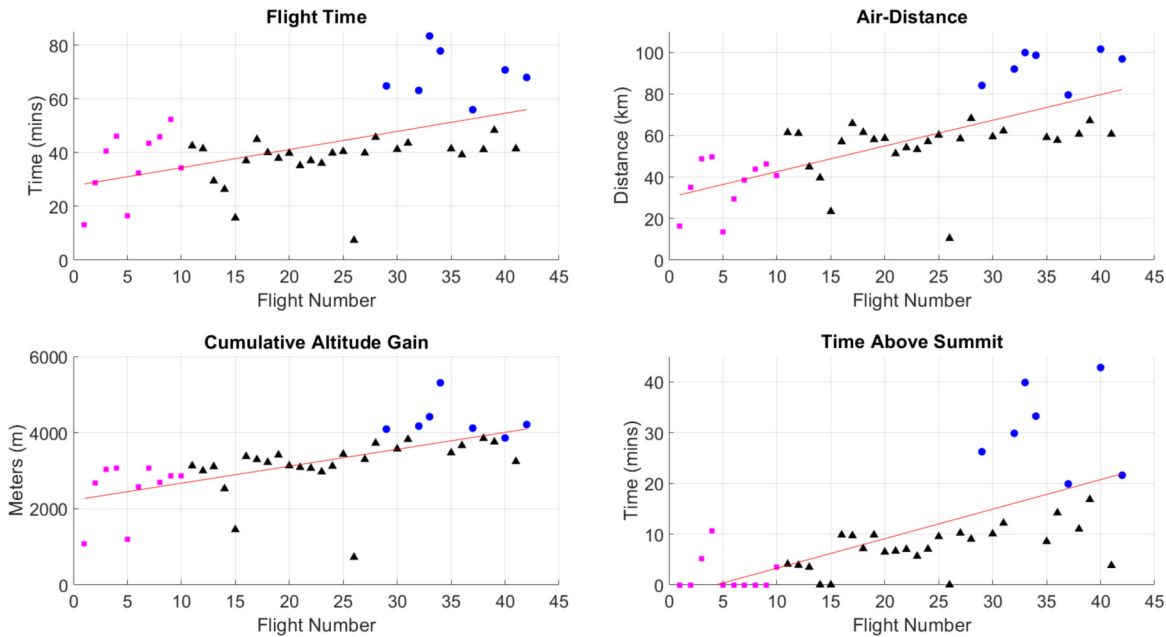 Flight Time
Time (mins)
80
60
40
20
0
0 5 10 15 20 25 30 35 40 45
Flight Number
Air-Distance
Distance (km)
100
80
60
40
20
0
0 5 10 15 20 25 30 35 40 45
Flight Number
Cumulative Altitude Gain
Meters (m)
6000
4000
2000
0
0 5 10 15 20 25 30 35 40 45
Flight Number
Time Above Summit
Time (mins)
40
30
20
10
0
0 5 10 15 20 25 30 35 40 45
Flight Number